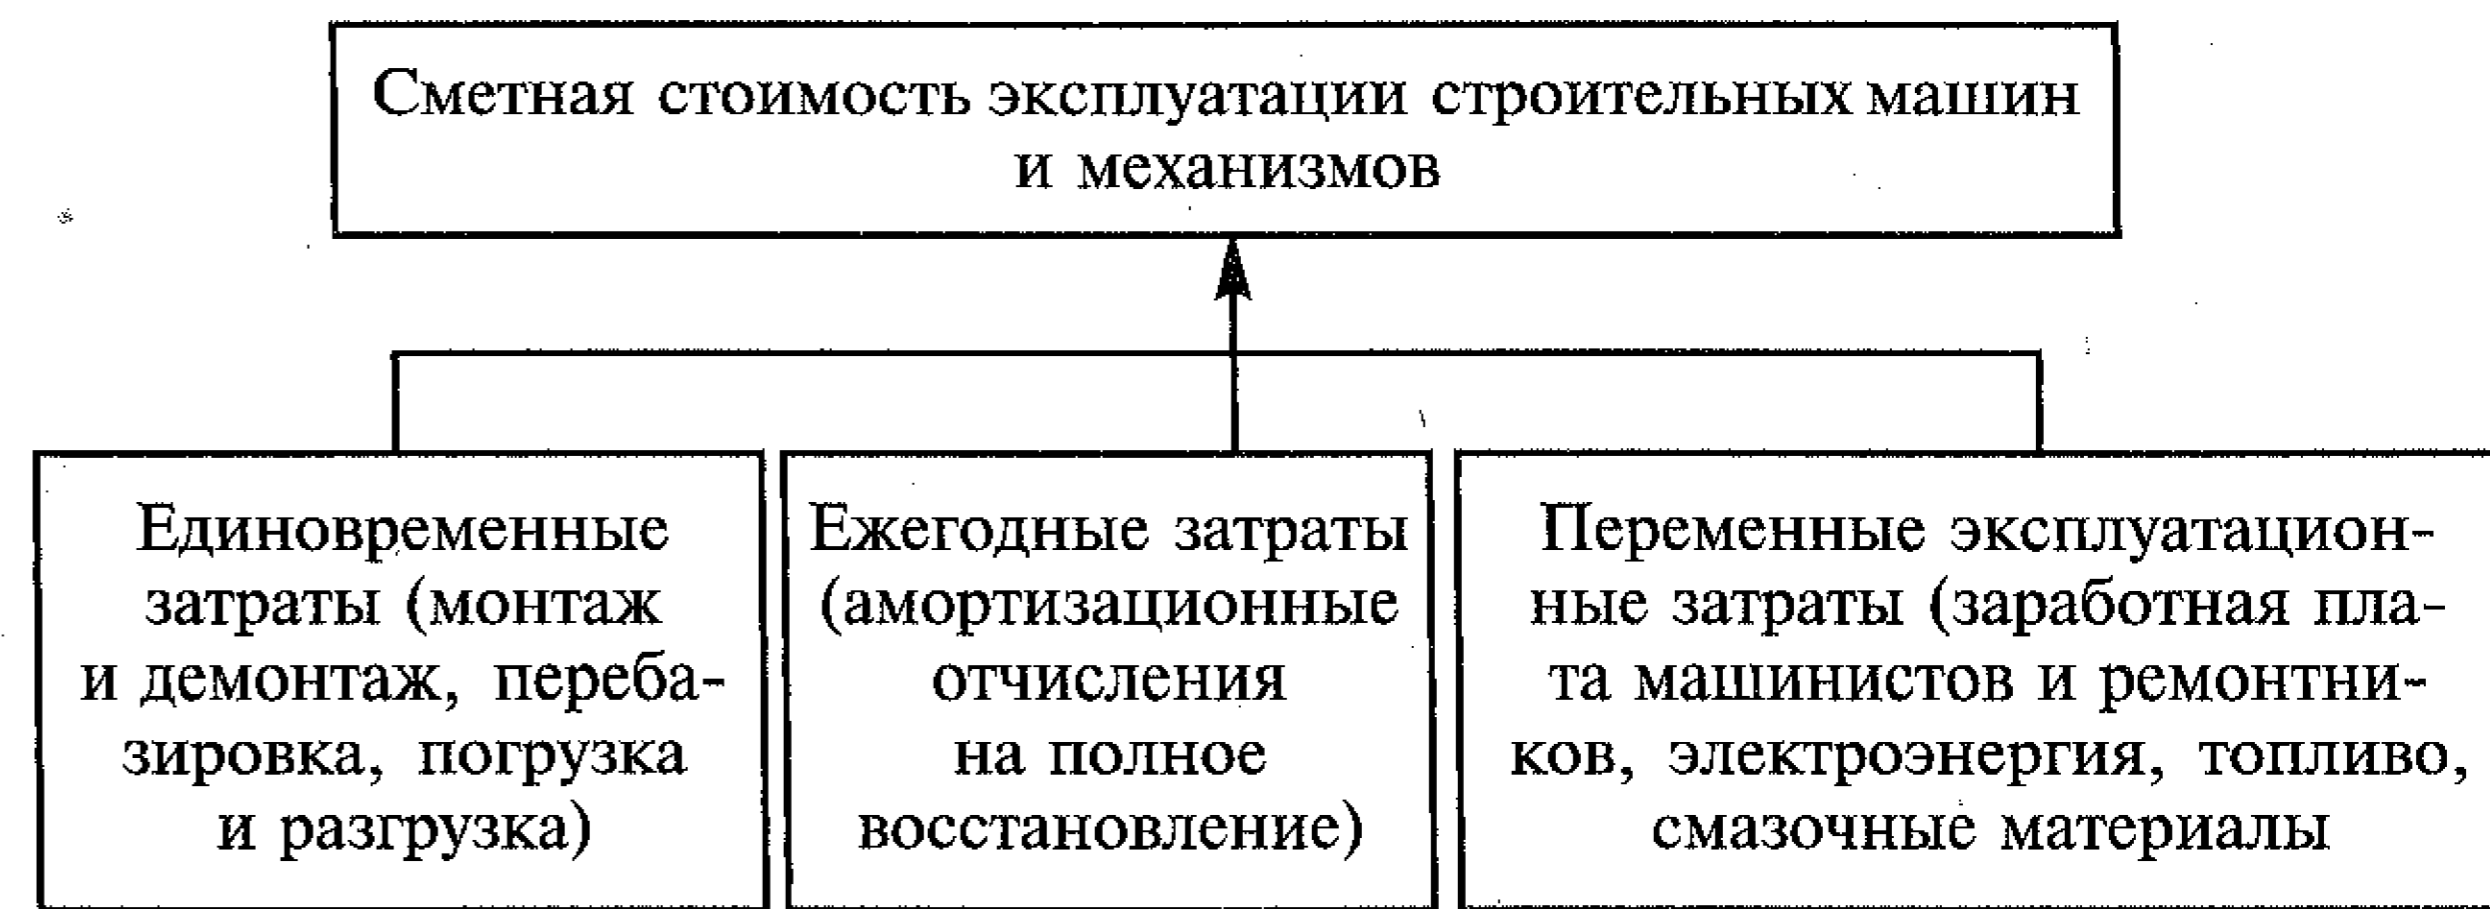 Сметная стоимость эксплуатации строительных машин
и механизмов
Единовременные
затраты (монтаж
и демонтаж, переба-
зировка, погрузка
и разгрузка)
Ежегодные затраты
(амортизационные
отчисления
на полное
восстановление)
Переменные эксплуатацион-
ные затраты (заработная пла-
та машинистов и ремонтни-
ков, электроэнергия, топливо,
смазочные материалы